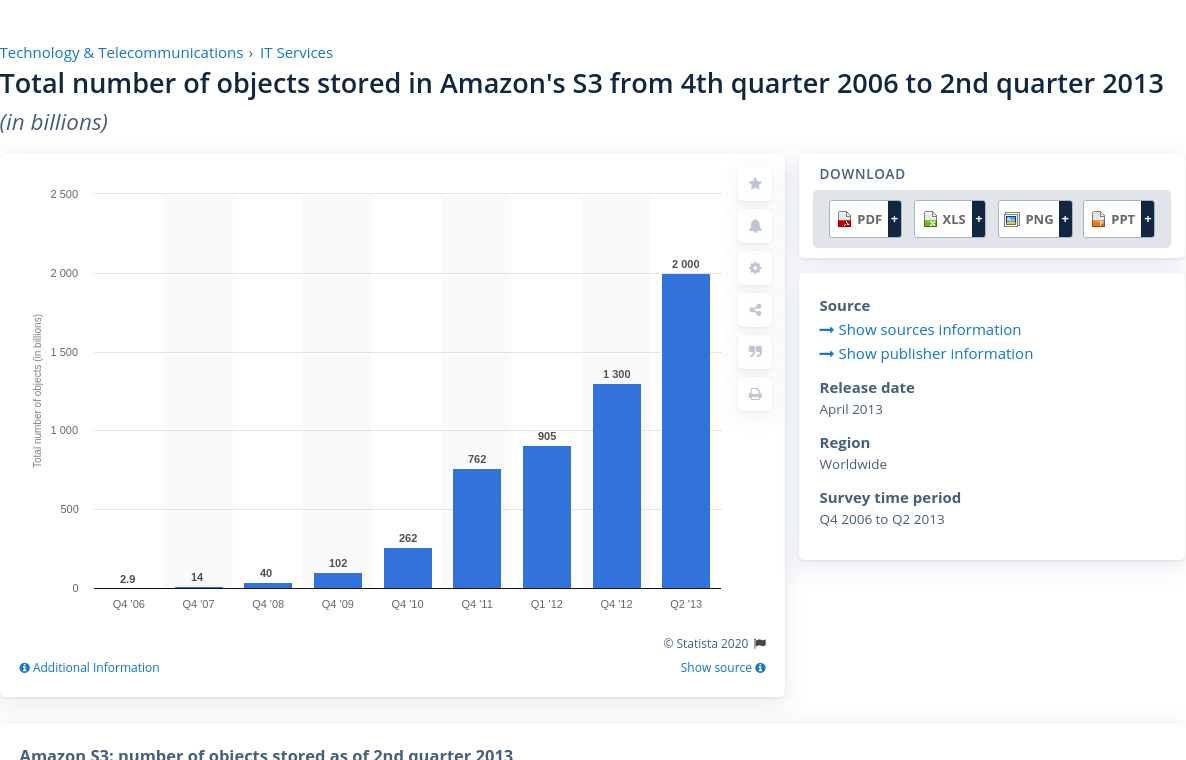 Technology & Telecommunications › IT Services
Total number of objects stored in Amazon's S3 from 4th quarter 2006 to 2nd quarter 2013
(in billions)
Total number of objects (in billions)
2 500
2 000
1 500
1 000
500
0
2.9
14
40
102
262
762
905
1 300
2 000
Q4 '06
Q4 '07
Q4 '08
Q4 '09
Q4 '10
Q4 '11
Q1 '12
Q4 '12
Q2 '13
© Statista 2020
Additional Information
Show source
DOWNLOAD
PDF +
XLS +
PNG +
PPT +
Source
Show sources information
Show publisher information
Release date
April 2013
Region
Worldwide
Survey time period
Q4 2006 to Q2 2013
Amazon S3: number of objects stored as of 2nd quarter 2013